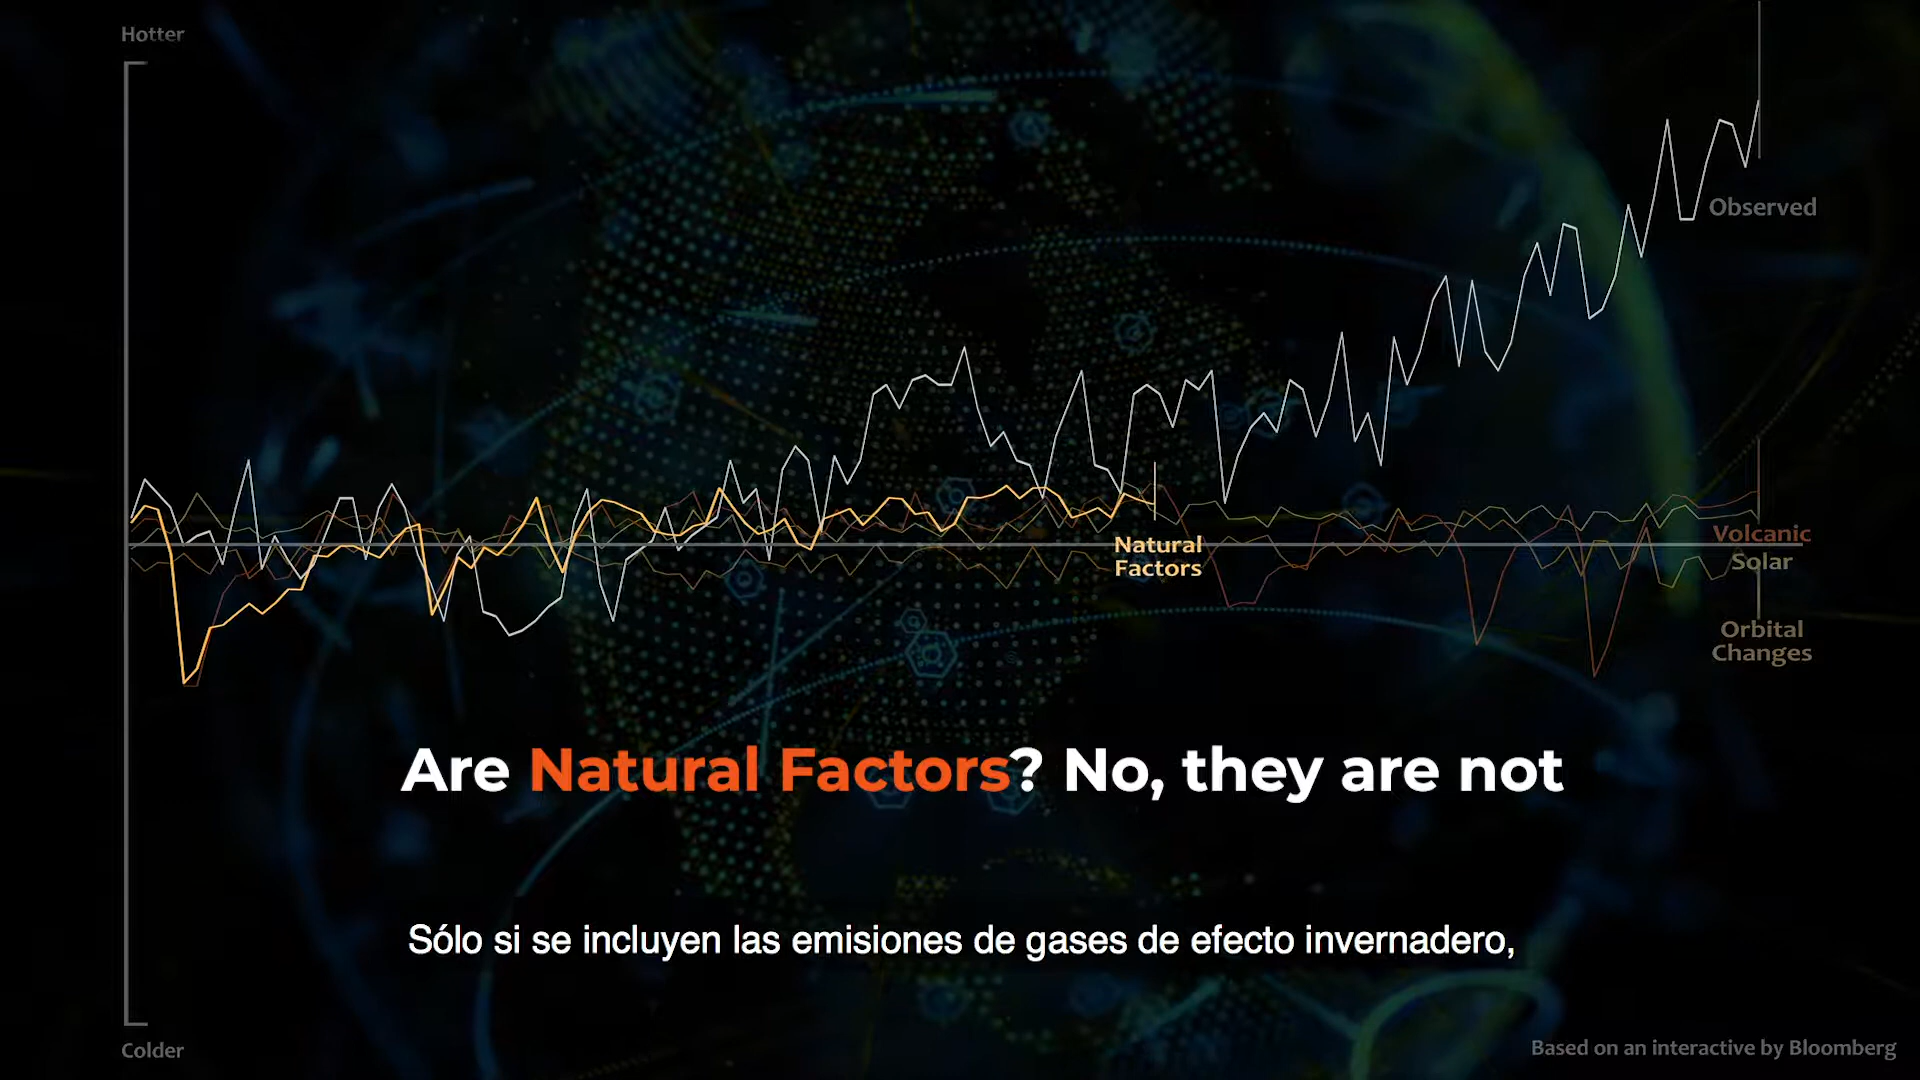 Hotter
Observed
Natural
Factors
Volcanic
Solar
Orbital
Changes
Are Natural Factors? No, they are not
Sólo si se incluyen las emisiones de gases de efecto invernadero,
Colder
Based on an interactive by Bloomberg